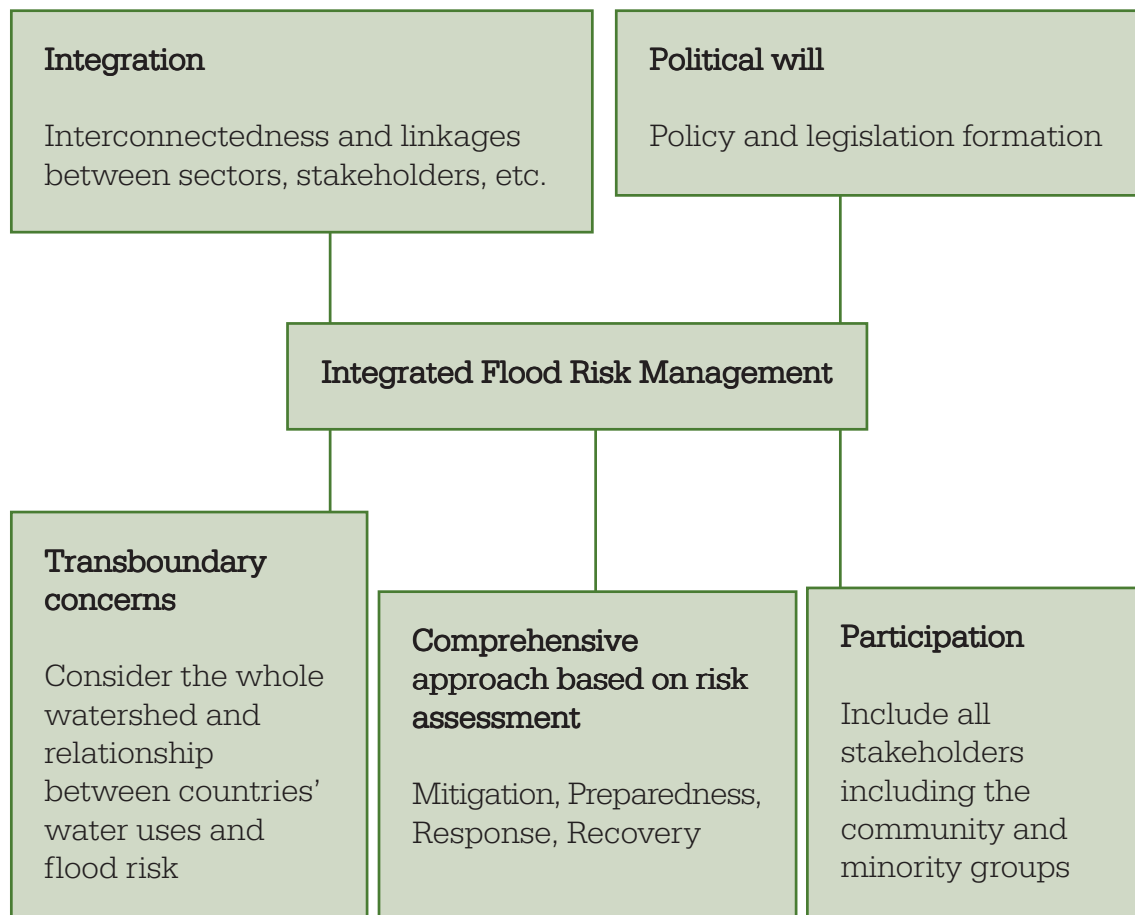 Integration
Interconnectedness and linkages
between sectors, stakeholders, etc.
Political will
Policy and legislation formation
Integrated Flood Risk Management
Transboundary
concerns
Consider the whole
watershed and
relationship
between countries’
water uses and
flood risk
Comprehensive
approach based on risk
assessment
Mitigation, Preparedness,
Response, Recovery
Participation
Include all
stakeholders
including the
community and
minority groups